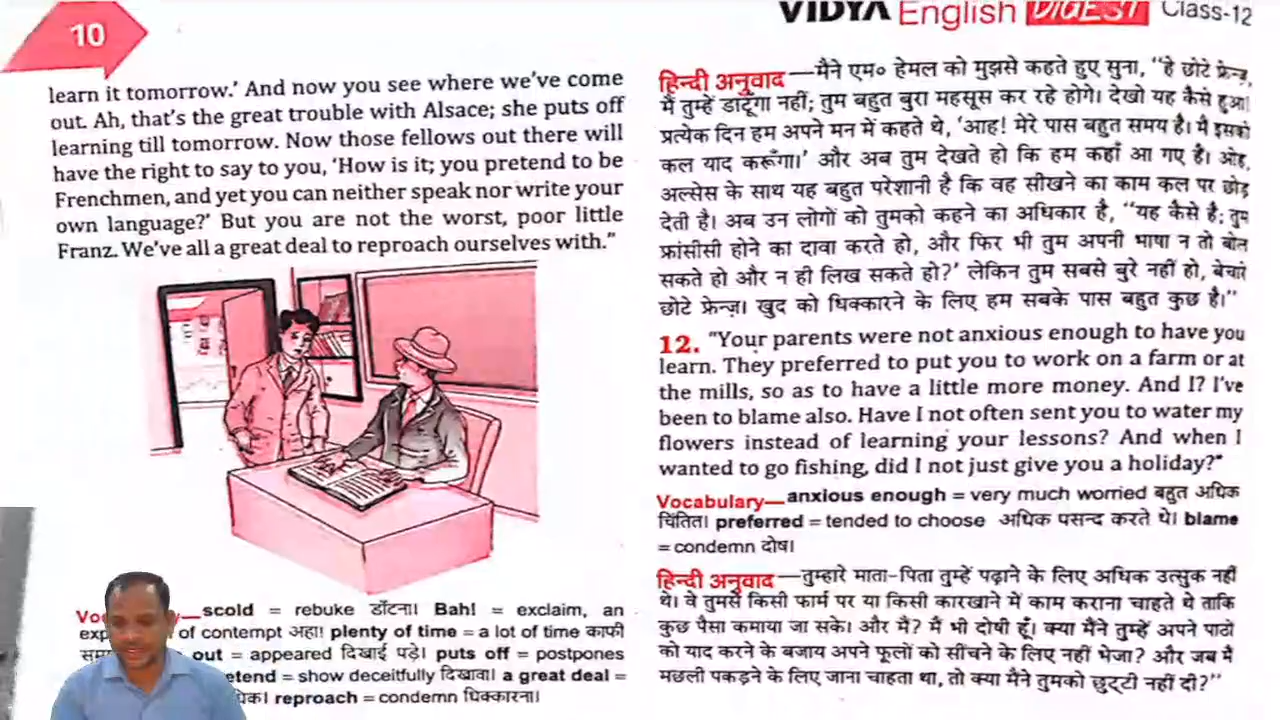 10
VIDYA English DIGEST Class-12
learn it tomorrow.' And now you see where we've come
out. Ah, that's the great trouble with Alsace; she puts off
learning till tomorrow. Now those fellows out there will
have the right to say to you, 'How is it; you pretend to be
Frenchmen, and yet you can neither speak nor write your
own language?' But you are not the worst, poor little
Franz. We've all a great deal to reproach ourselves with."
Vo y—scold = rebuke डाँटना। Bah! = exclaim, an
exp of contempt अहा! plenty of time = a lot of time काफी
सम out = appeared दिखाई पड़े। puts off = postpones
etend = show deceitfully दिखावा। a great deal =
धिक। reproach = condemn धिक्कारना।
हिन्दी अनुवाद—मैंने एम० हेमल को मुझसे कहते हुए सुना, "हे छोटे फ्रेन्ज़,
मैं तुम्हें डाटूंगा नहीं; तुम बहुत बुरा महसूस कर रहे होगे। देखो यह कैसे हुआ!
प्रत्येक दिन हम अपने मन में कहते थे, 'आह! मेरे पास बहुत समय है। मैं इसको
कल याद करूँगा।' और अब तुम देखते हो कि हम कहाँ आ गए हैं। ओह,
अल्सेस के साथ यह बहुत परेशानी है कि वह सीखने का काम कल पर छोड़
देती है। अब उन लोगों को तुमको कहने का अधिकार है, "यह कैसे है; तुम
फ्रांसीसी होने का दावा करते हो, और फिर भी तुम अपनी भाषा न तो बोल
सकते हो और न ही लिख सकते हो?' लेकिन तुम सबसे बुरे नहीं हो, बेचारे
छोटे फ्रेन्ज़। खुद को धिक्कारने के लिए हम सबके पास बहुत कुछ है।"
12. "Your parents were not anxious enough to have you
learn. They preferred to put you to work on a farm or at
the mills, so as to have a little more money. And I? I've
been to blame also. Have I not often sent you to water my
flowers instead of learning your lessons? And when I
wanted to go fishing, did I not just give you a holiday?"
Vocabulary—anxious enough = very much worried बहुत अधिक
चिंतित। preferred = tended to choose अधिक पसन्द करते थे। blame
= condemn दोष।
हिन्दी अनुवाद—तुम्हारे माता-पिता तुम्हें पढ़ाने के लिए अधिक उत्सुक नहीं
थे। वे तुमसे किसी फार्म पर या किसी कारखाने में काम कराना चाहते थे ताकि
कुछ पैसा कमाया जा सके। और मैं? मैं भी दोषी हूँ। क्या मैंने तुम्हें अपने पाठों
को याद करने के बजाय अपने फूलों को सींचने के लिए नहीं भेजा? और जब मैं
मछली पकड़ने के लिए जाना चाहता था, तो क्या मैंने तुमको छुट्टी नहीं दी?"